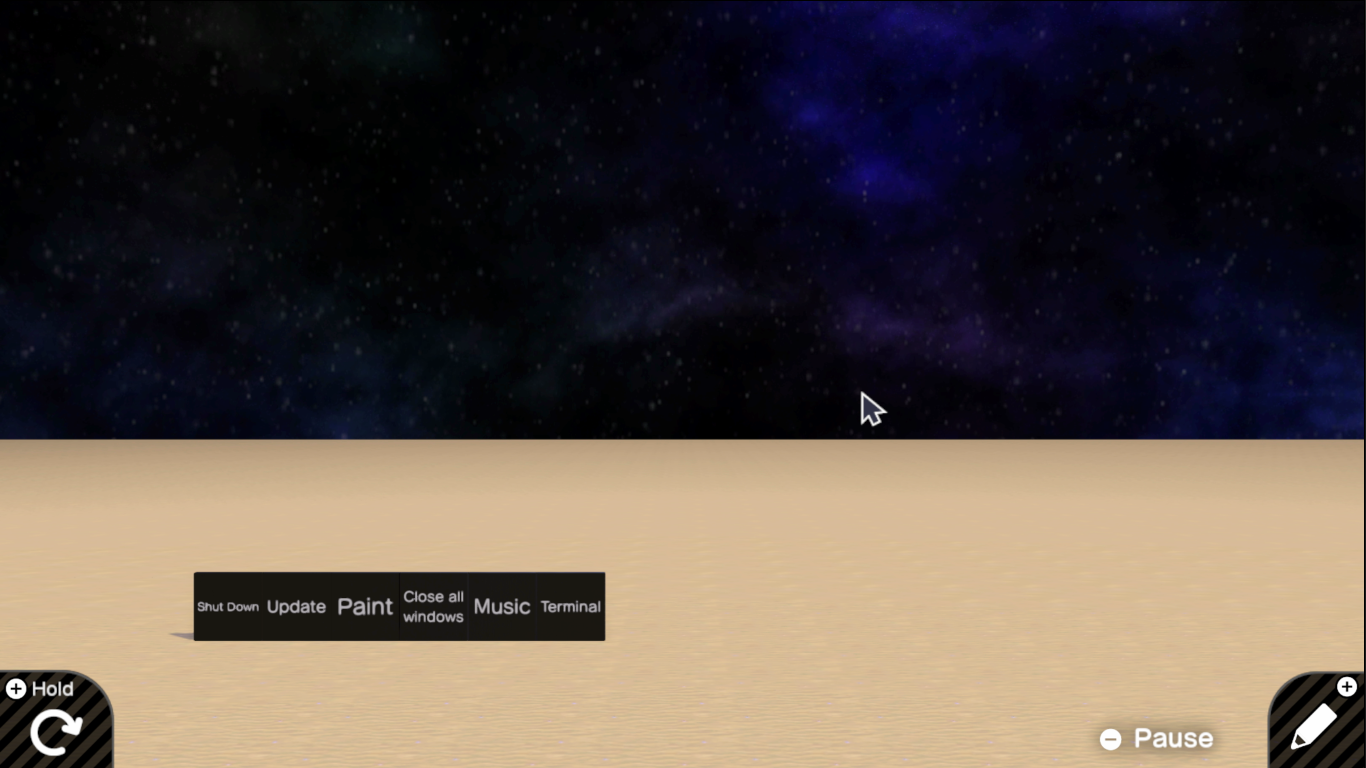 Shut Down
Update
Paint
Close all
windows
Music
Terminal
Hold
Pause